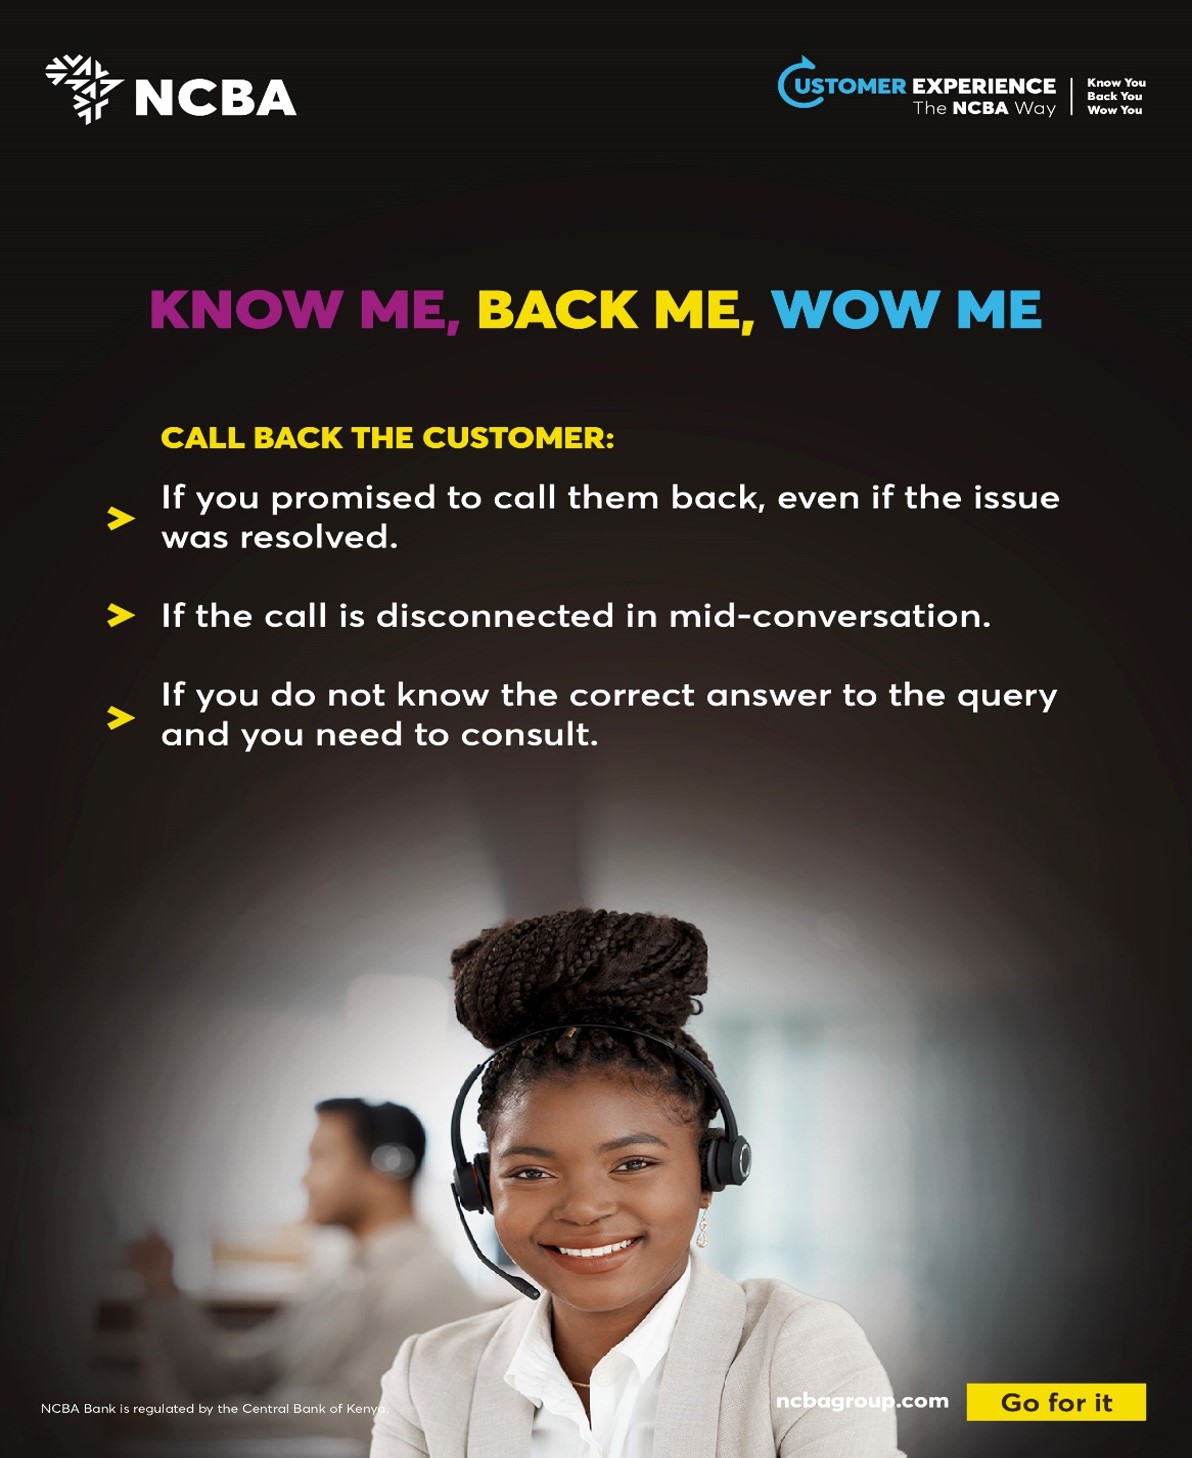 NCBA
CUSTOMER EXPERIENCE
The NCBA Way
Know You
Back You
Wow You
KNOW ME, BACK ME, WOW ME
CALL BACK THE CUSTOMER:
> If you promised to call them back, even if the issue
was resolved.
> If the call is disconnected in mid-conversation.
> If you do not know the correct answer to the query
and you need to consult.
NCBA Bank is regulated by the Central Bank of Kenya.
ncbagroup.com
Go for it